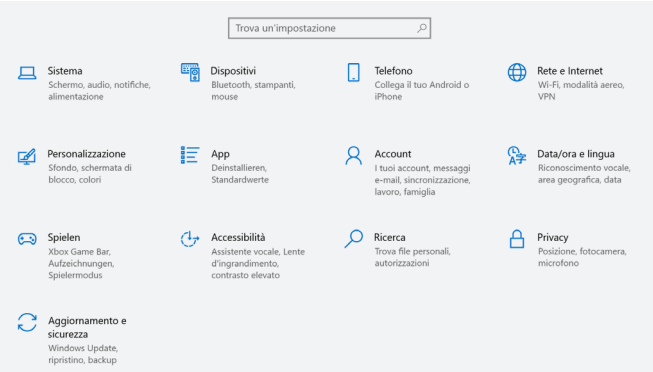 Trova un'impostazione
Sistema
Schermo, audio, notifiche,
alimentazione
Dispositivi
Bluetooth, stampanti,
mouse
Telefono
Collega il tuo Android o
iPhone
Rete e Internet
Wi-Fi, modalità aereo,
VPN
Personalizzazione
Sfondo, schermata di
blocco, colori
App
Deinstallieren,
Standardwerte
Account
I tuoi account, messaggi
e-mail, sincronizzazione,
lavoro, famiglia
Data/ora e lingua
Riconoscimento vocale,
area geografica, data
Spielen
Xbox Game Bar,
Aufzeichnungen,
Spielermodus
Accessibilità
Assistente vocale, Lente
d'ingrandimento,
contrasto elevato
Ricerca
Trova file personali,
autorizzazioni
Privacy
Posizione, fotocamera,
microfono
Aggiornamento e
sicurezza
Windows Update,
ripristino, backup